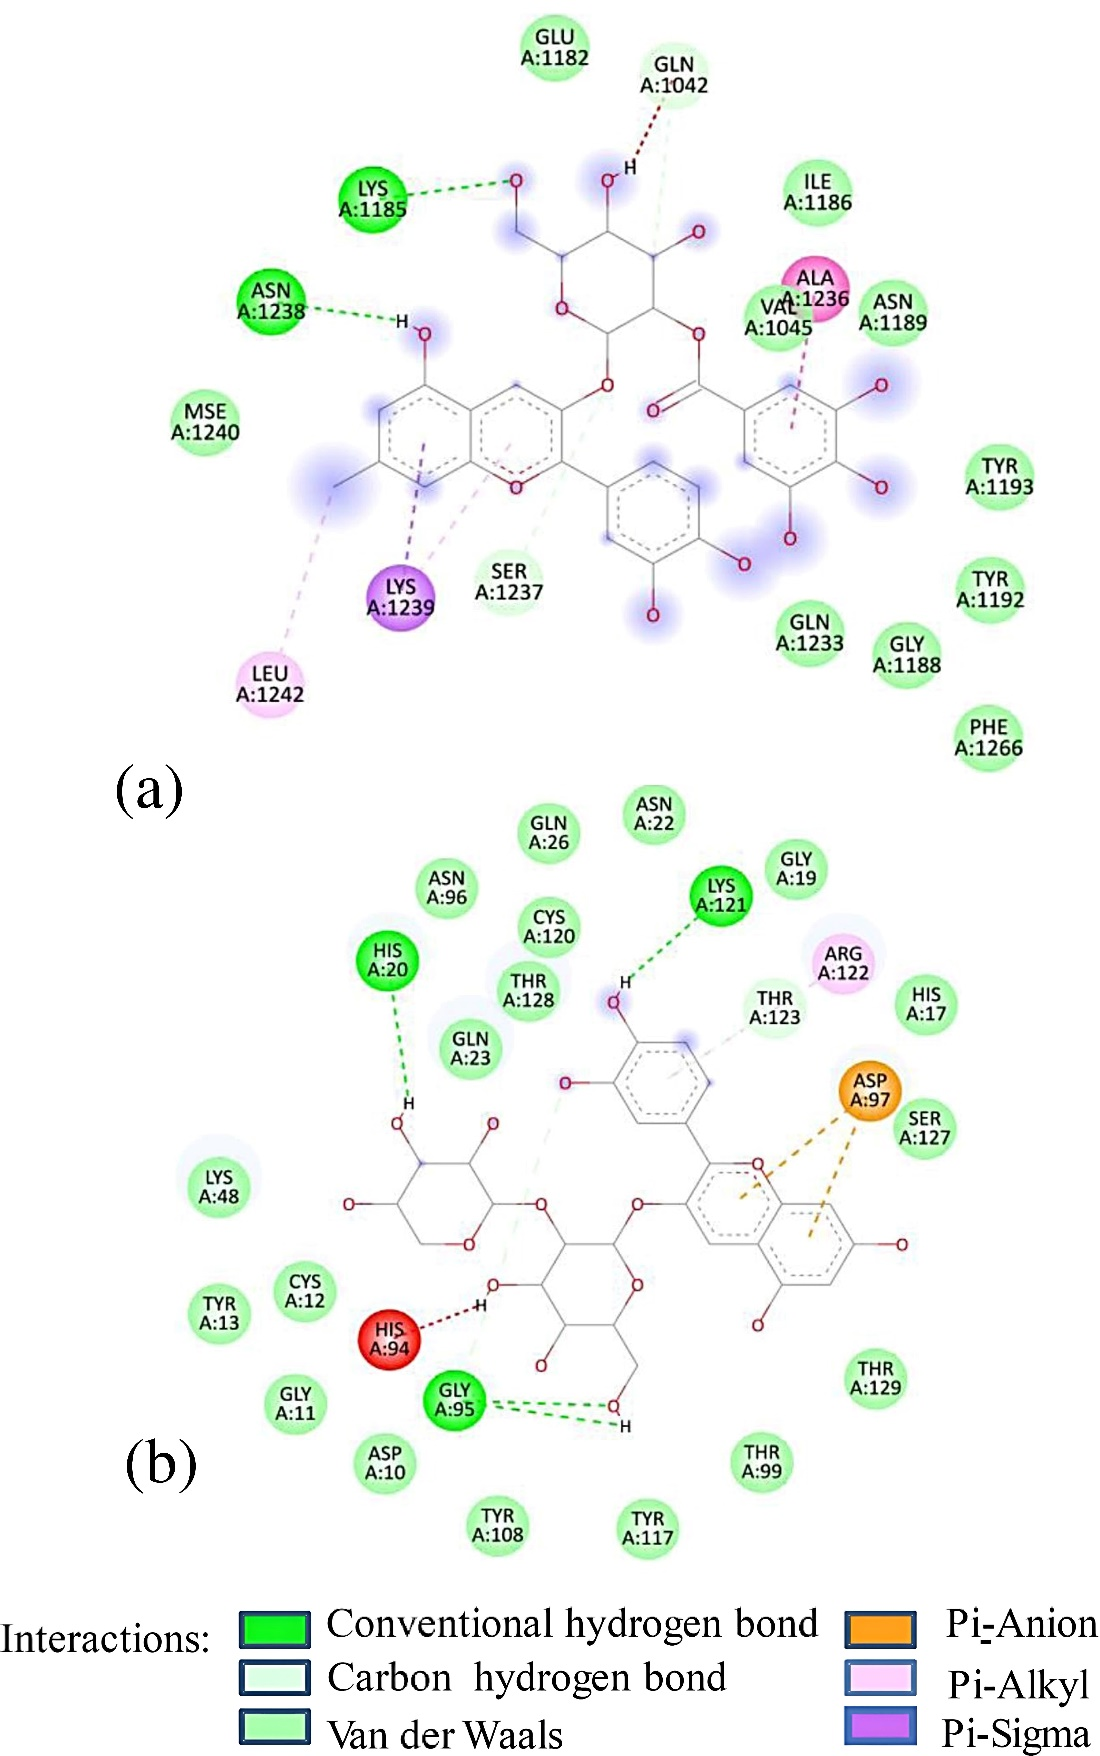 GLU
A:1182
GLN
A:1042
H
O
O
LYS
A:1185
ILE
A:1186
O
ALA
A:1236
VAL
A:1045
ASN
A:1189
ASN
A:1238
H
O
O
O
O
O
O
O
MSE
A:1240
TYR
A:1193
O
O
O
O
O
SER
A:1237
LYS
A:1239
TYR
A:1192
GLN
A:1233
GLY
A:1188
LEU
A:1242
PHE
A:1266
(a)
ASN
A:22
GLN
A:26
GLY
A:19
ASN
A:96
LYS
A:121
CYS
A:120
HIS
A:20
ARG
A:122
THR
A:128
H
O
THR
A:123
HIS
A:17
GLN
A:23
ASP
A:97
O
H
O
O
SER
A:127
LYS
A:48
O
O
O
O
O
O
O
CYS
A:12
O
H
O
TYR
A:13
HIS
A:94
O
O
THR
A:129
GLY
A:11
GLY
A:95
O
H
(b)
ASP
A:10
THR
A:99
TYR
A:108
TYR
A:117
Interactions:
Conventional hydrogen bond
Pi-Anion
Carbon hydrogen bond
Pi-Alkyl
Van der Waals
Pi-Sigma